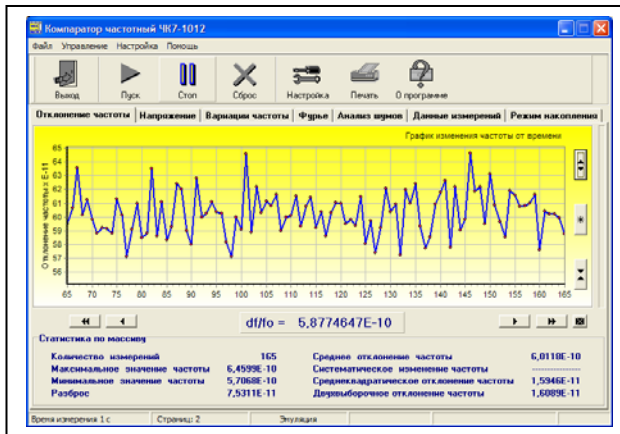 Компаратор частотный ЧК7-1012
Файл Управление Настройка Помощь
Выход Пуск Стоп Сброс Настройка Печать О программе
Отклонение частоты Напряжение Вариации частоты Фурье Анализ шумов Данные измерений Режим накопления
График изменения частоты от времени
Отклонение частоты x E-11
65
64
63
62
61
60
59
58
57
56
65 70 75 80 85 90 95 100 105 110 115 120 125 130 135 140 145 150 155 160 165
df/fo = 5,8774647E-10
Статистика по массиву
Количество измерений 165 Среднее отклонение частоты 6,0118E-10
Максимальное значение частоты 6,4599E-10 Систематическое изменение частоты --------------
Минимальное значение частоты 5,7068E-10 Среднеквадратическое отклонение частоты 1,5946E-11
Разброс 7,5311E-11 Двухвыборочное отклонение частоты 1,6089E-11
Время измерения 1 с Страниц: 2 Эмуляция